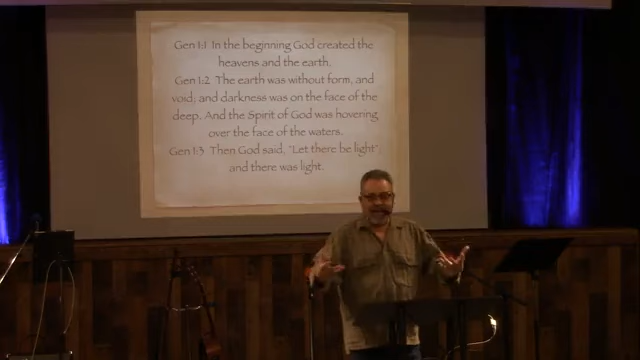 Gen 1:1 In the beginning God created the
heavens and the earth.
Gen 1:2 The earth was without form, and
void; and darkness was on the face of the
deep. And the Spirit of God was hovering
over the face of the waters.
Gen 1:3 Then God said, "Let there be light";
and there was light.